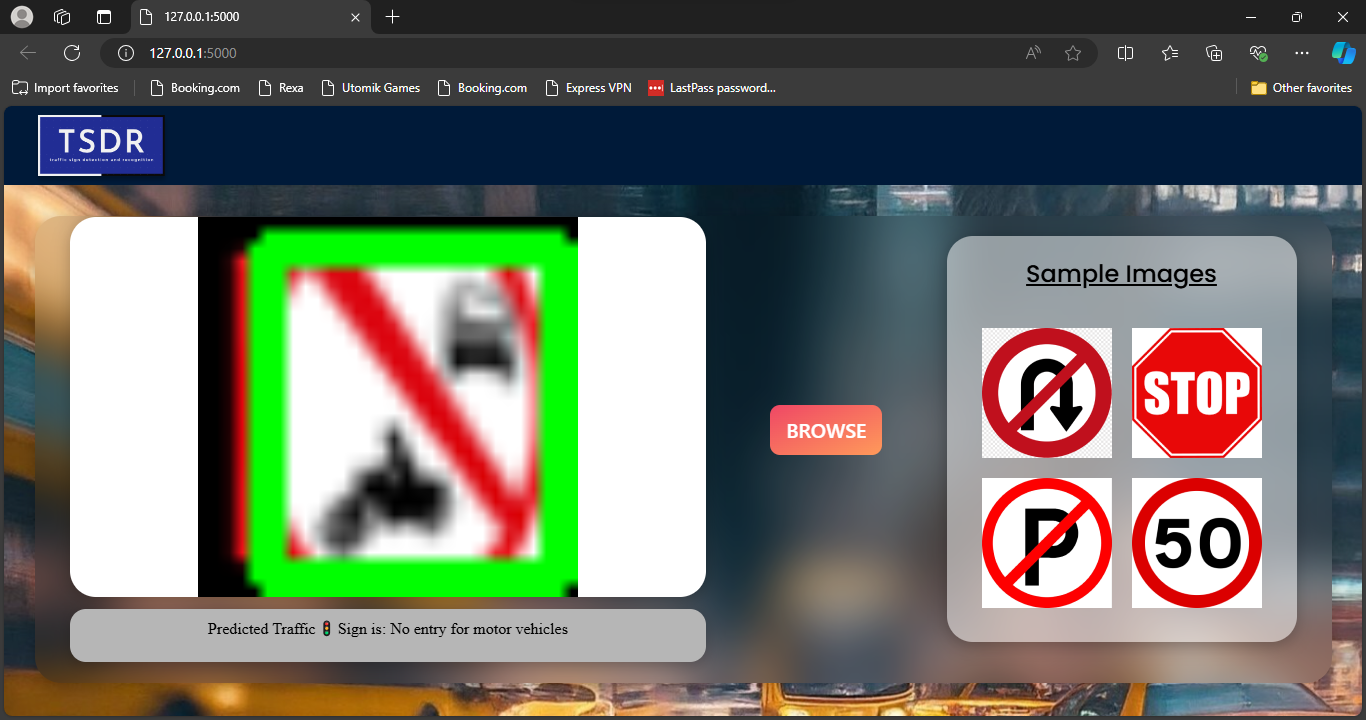 127.0.0.1:5000
127.0.0.1:5000
Import favorites
Booking.com
Rexa
Utomik Games
Booking.com
Express VPN
LastPass password...
Other favorites
TSDR
traffic sign detection and recognition
Sample Images
STOP
BROWSE
P
50
Predicted Traffic 🚦 Sign is: No entry for motor vehicles